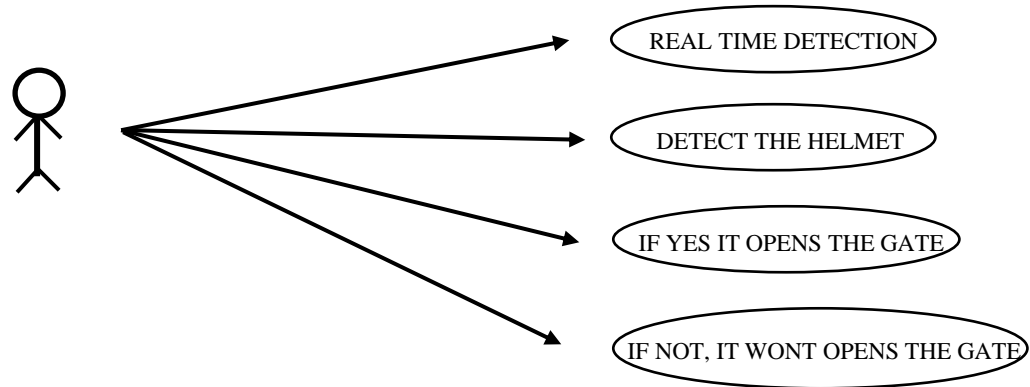 REAL TIME DETECTION
DETECT THE HELMET
IF YES IT OPENS THE GATE
IF NOT, IT WONT OPENS THE GATE